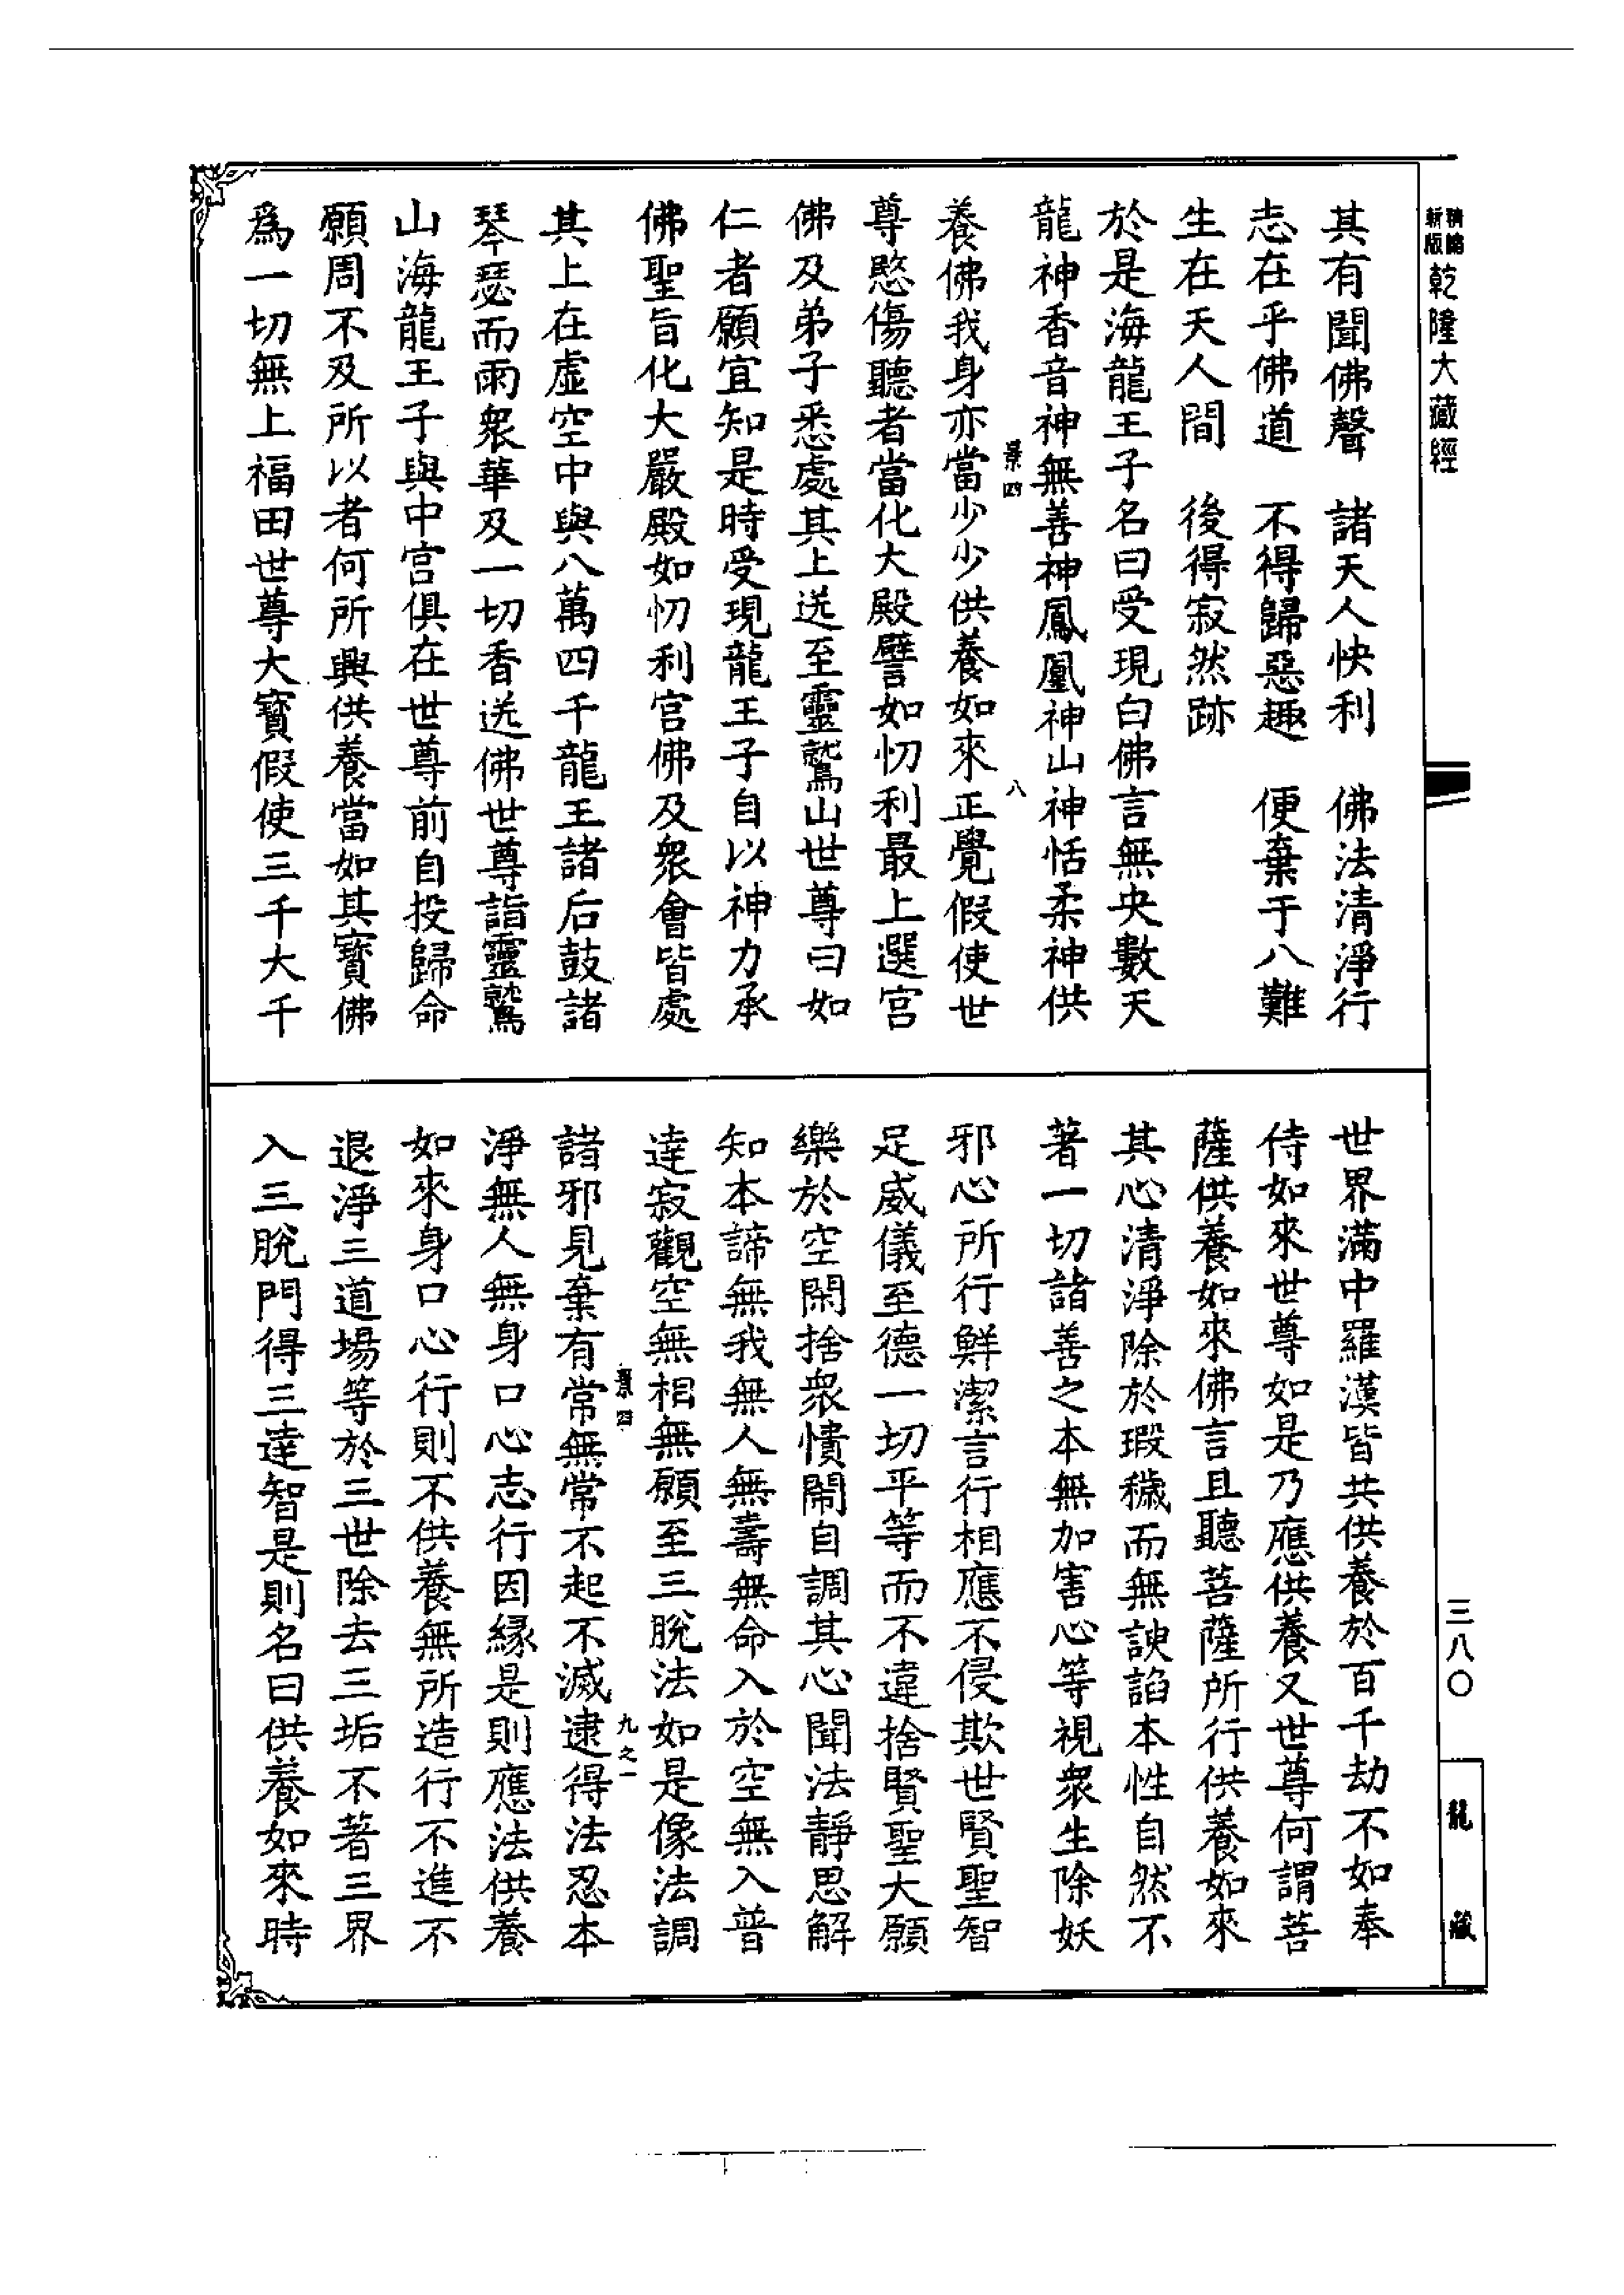 精縮
新版
乾隆大藏經
其有聞佛聲　諸天人快利　佛法清淨行
志在乎佛道　不得歸惡趣　便棄于八難
生在天人間　後得寂然跡
於是海龍王子名曰受現白佛言無央數天
龍神香音神無善神鳳凰神山神恬柔神供
景四
八
養佛我身亦當少少供養如來正覺假使世
尊愍傷聽者當化大殿譬如忉利最上選宮
佛及弟子悉處其上送至靈鷲山世尊曰如
仁者願宜知是時受現龍王子自以神力承
佛聖旨化大嚴殿如忉利宮佛及眾會皆處
其上在虛空中與八萬四千龍王諸后鼓諸
琴瑟而雨眾華及一切香送佛世尊詣靈鷲
山海龍王子與中宮俱在世尊前自投歸命
願周不及所以者何所興供養當如其寶佛
為一切無上福田世尊大寶假使三千大千
世界滿中羅漢皆共供養於百千劫不如奉
侍如來世尊如是乃應供養又世尊何謂菩
薩供養如來佛言且聽菩薩所行供養如來
其心清淨除於瑕穢而無諛諂本性自然不
著一切諸善之本無加害心等視眾生除妖
邪心所行鮮潔言行相應不侵欺世賢聖智
足威儀至德一切平等而不違捨賢聖大願
樂於空閑捨眾憒鬧自調其心聞法靜思解
知本諦無我無人無壽無命入於空無入普
達寂觀空無相無願至三脫法如是像法調
景四
九之一
諸邪見棄有常無常不起不滅逮得法忍本
淨無人無身口心志行因緣是則應法供養
如來身口心行則不供養無所造行不進不
退淨三道場等於三世除去三垢不著三界
入三脫門得三達智是則名曰供養如來時
三八〇
龍藏